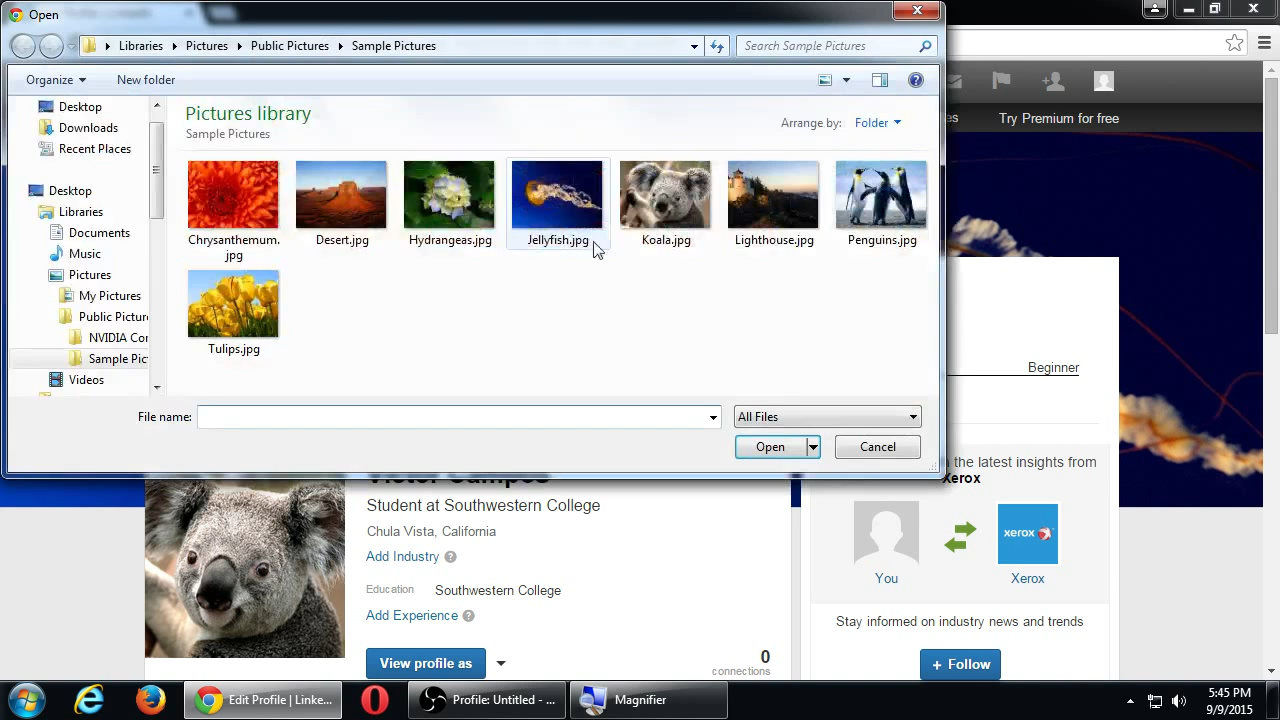 Open
Libraries
Pictures
Public Pictures
Sample Pictures
Search Sample Pictures
Organize
New folder
Desktop
Downloads
Recent Places
Desktop
Libraries
Documents
Music
Pictures
My Pictures
Public Pictur
NVIDIA Cor
Sample Pic
Videos
Pictures library
Sample Pictures
Arrange by:
Folder
Chrysanthemum.
jpg
Desert.jpg
Hydrangeas.jpg
Jellyfish.jpg
Koala.jpg
Lighthouse.jpg
Penguins.jpg
Tulips.jpg
File name:
All Files
Open
Cancel
es
Try Premium for free
Beginner
Victor Campos
Student at Southwestern College
Chula Vista, California
Add Industry ?
Education Southwestern College
Add Experience ?
View profile as
0
connections
the latest insights from
Xerox
xerox
You
Xerox
Stay informed on industry news and trends
+ Follow
Edit Profile | Linke...
Profile: Untitled - ...
Magnifier
5:45 PM
9/9/2015